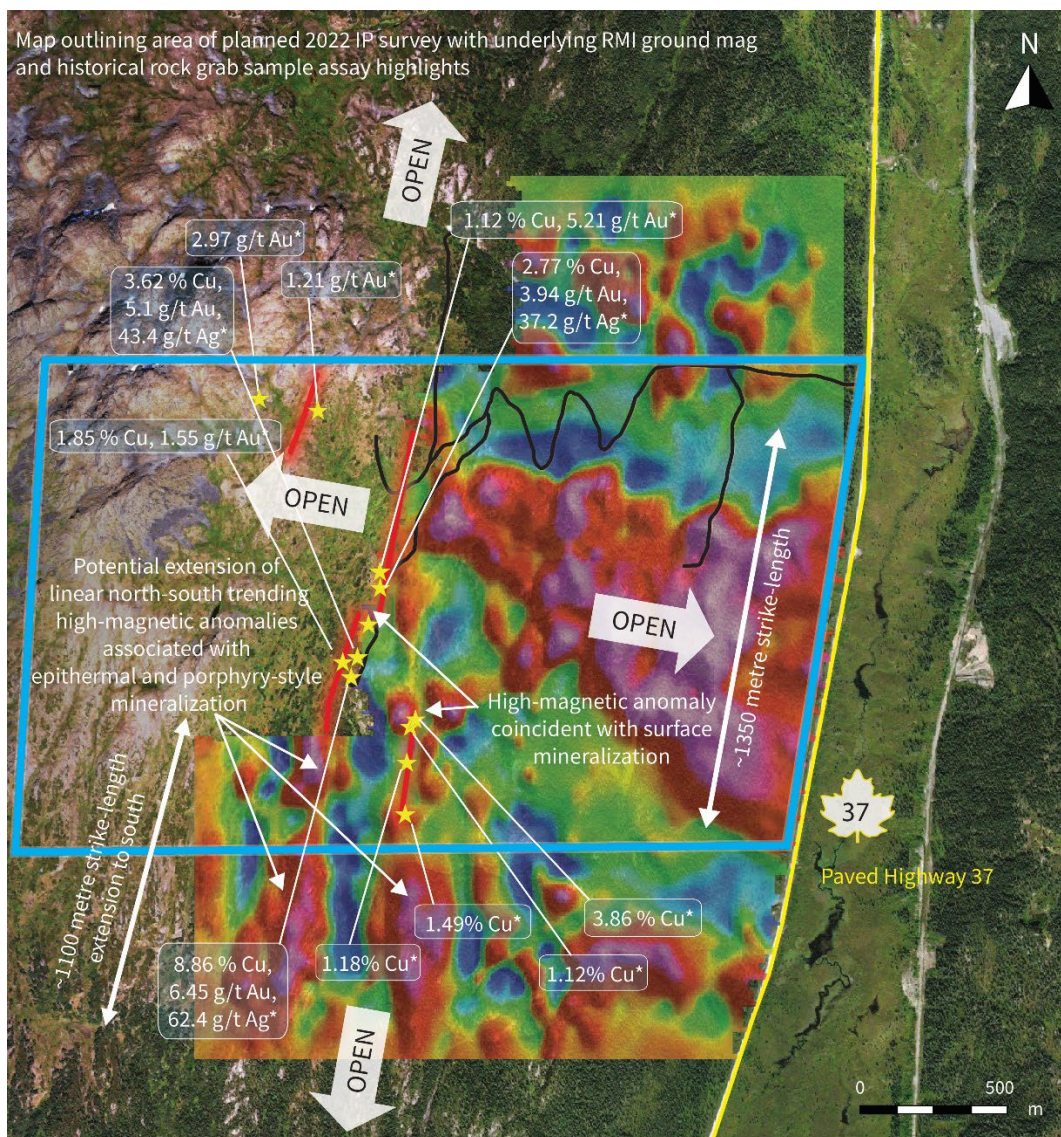 Map outlining area of planned 2022 IP survey with underlying RMI ground mag
and historical rock grab sample assay highlights
N
OPEN
1.12 % Cu, 5.21 g/t Au*
2.97 g/t Au*
3.62 % Cu,
5.1 g/t Au,
43.4 g/t Ag*
1.21 g/t Au*
2.77 % Cu,
3.94 g/t Au,
37.2 g/t Ag*
1.85 % Cu, 1.55 g/t Au*
OPEN
Potential extension of
linear north-south trending
high-magnetic anomalies
associated with
epithermal and porphyry-style
mineralization
OPEN
~1350 metre strike-length
High-magnetic anomaly
coincident with surface
mineralization
37
Paved Highway 37
~1100 metre strike-length
extension to south
1.49% Cu*
3.86 % Cu*
8.86 % Cu,
6.45 g/t Au,
62.4 g/t Ag*
1.18% Cu*
1.12% Cu*
OPEN
0 500
m